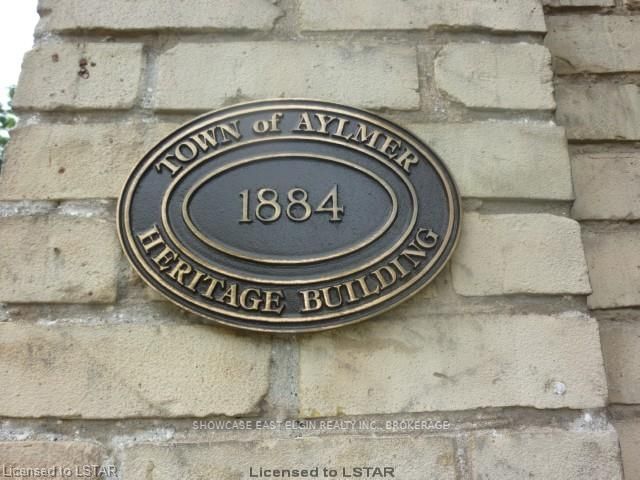 TOWN of AYLMER
1884
HERITAGE BUILDING
SHOWCASE EAST ELGIN REALTY INC., BROKERAGE
Licensed to LSTAR
Licensed to LSTAR